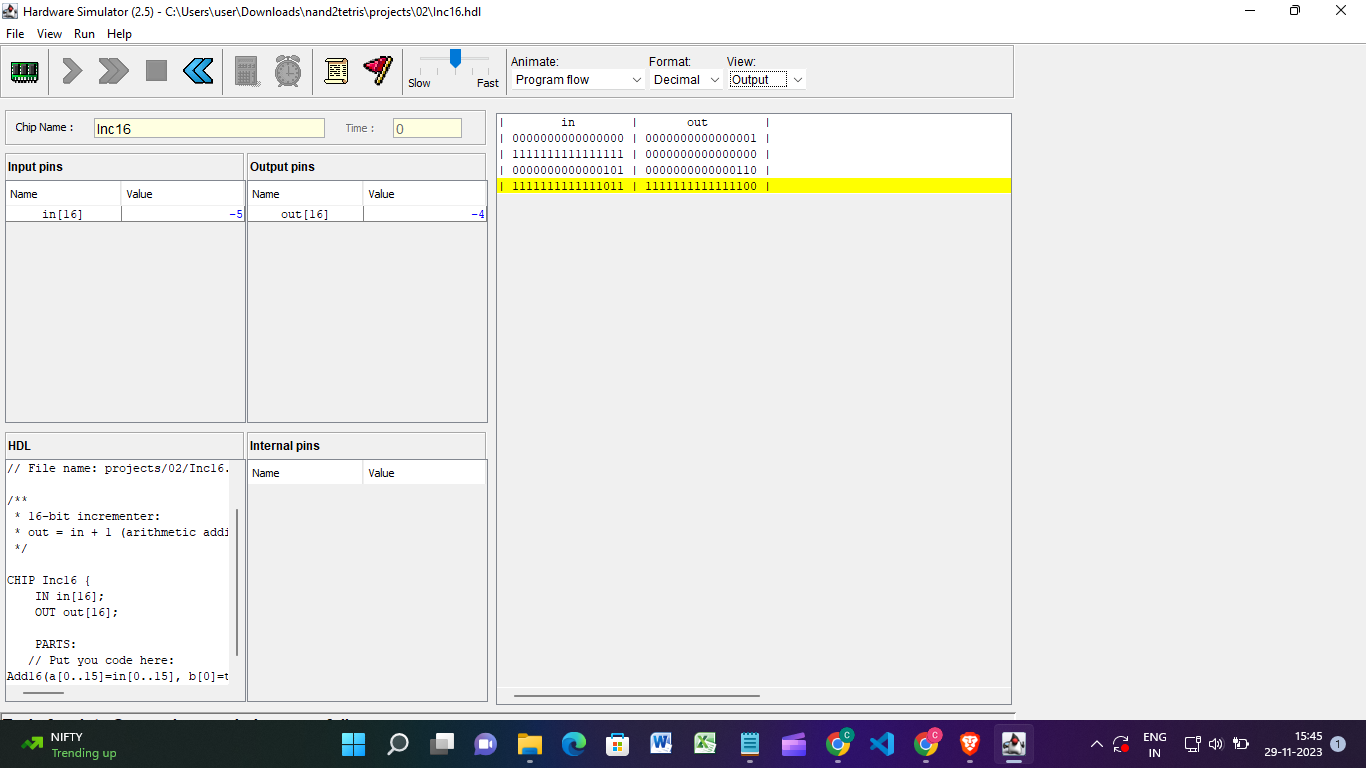 Hardware Simulator (2.5) - C:\Users\user\Downloads\nand2tetris\projects\02\Inc16.hdl
File View Run Help
Slow Fast
Animate: Format: View:
Program flow Decimal Output
Chip Name : Inc16 Time : 0
Input pins
Name Value
in[16] -5
Output pins
Name Value
out[16] -4
| in | out |
| 0000000000000000 | 0000000000000001 |
| 1111111111111111 | 0000000000000000 |
| 0000000000000101 | 0000000000000110 |
| 1111111111111011 | 1111111111111100 |
HDL
// File name: projects/02/Inc16.
/**
* 16-bit incrementer:
* out = in + 1 (arithmetic addi
*/
CHIP Inc16 {
IN in[16];
OUT out[16];
PARTS:
// Put you code here:
Add16(a[0..15]=in[0..15], b[0]=t
Internal pins
Name Value
NIFTY
Trending up
ENG
IN
15:45
29-11-2023
1